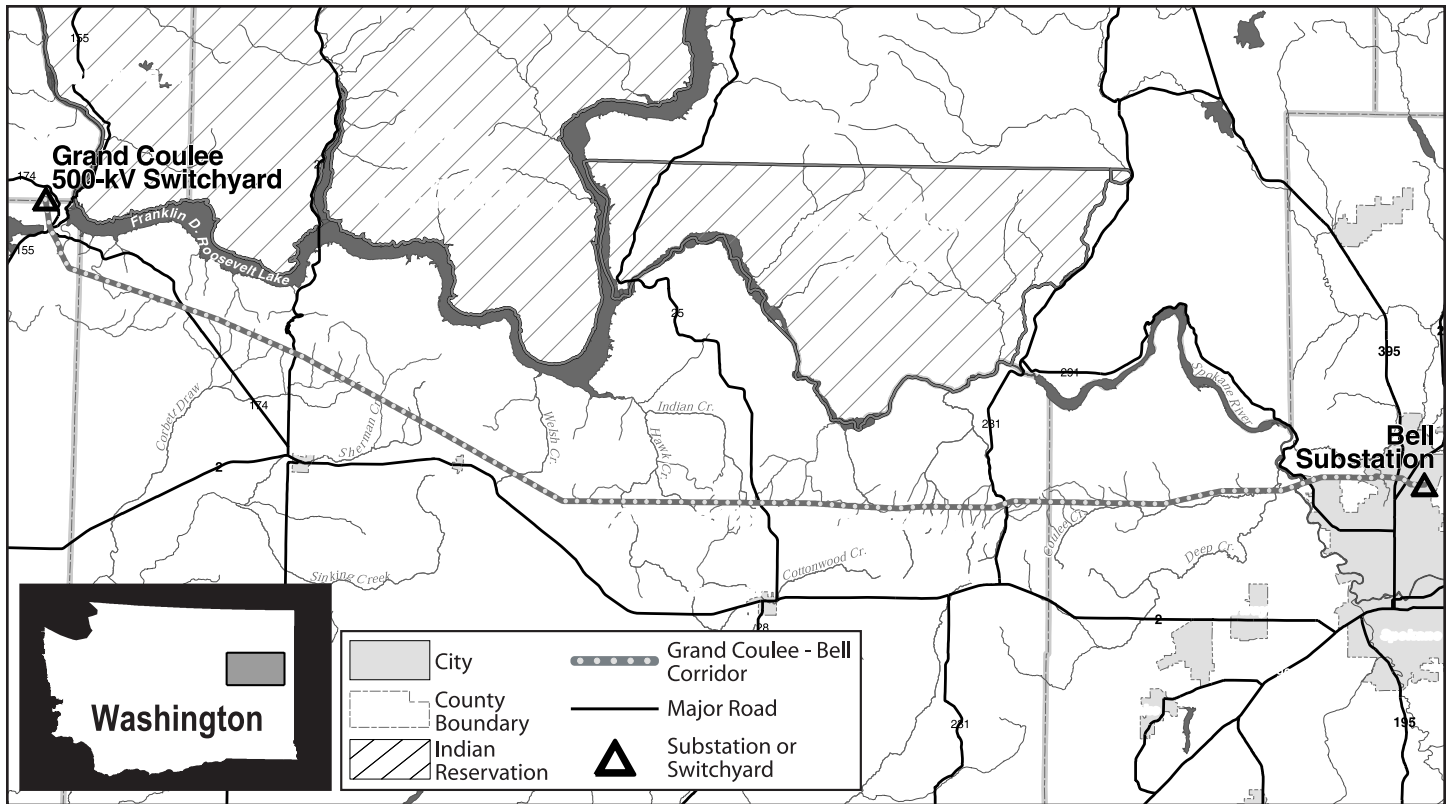 155
Grand Coulee
500-kV Switchyard
174
155
Franklin D. Roosevelt Lake
25
395
231
Spokane River
Corbett Draw
174
Sherman Cr.
Welsh Cr.
Indian Cr.
Hawk Cr.
231
Bell
Substation
2
Coulee Cr.
Deep Cr.
Sinking Creek
Cottonwood Cr.
28
2
City
County
Boundary
Indian
Reservation
Grand Coulee - Bell
Corridor
Major Road
Substation or
Switchyard
Washington
231
195